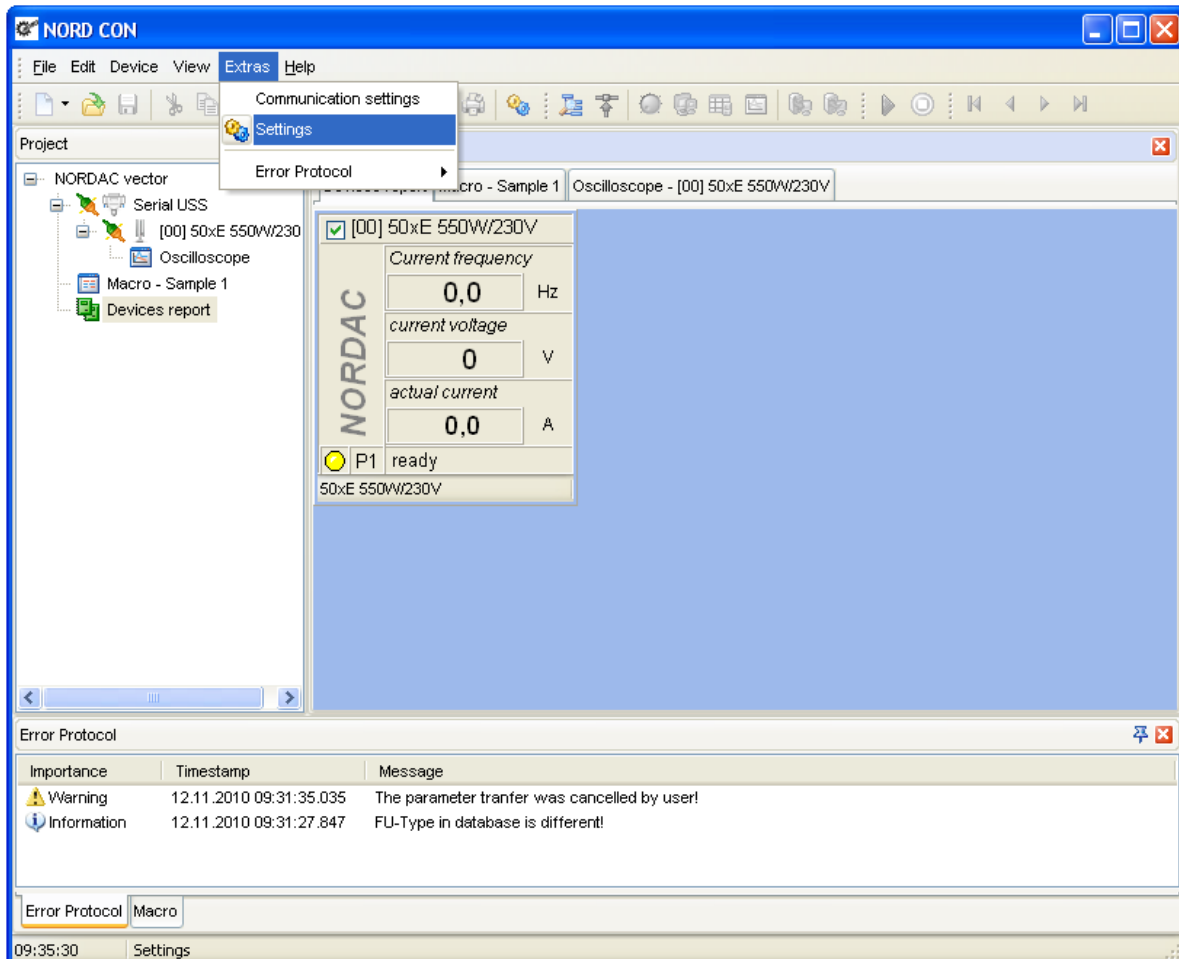 NORD CON
File Edit Device View Extras Help
Communication settings
Settings
Error Protocol
Project
NORDAC vector
Serial USS
[00] 50xE 550W/230
Oscilloscope
Macro - Sample 1
Devices report
Macro - Sample 1
Oscilloscope - [00] 50xE 550W/230V
[00] 50xE 550W/230V
NORDAC
Current frequency
0,0 Hz
current voltage
0 V
actual current
0,0 A
P1 ready
50xE 550W/230V
Error Protocol
Importance Timestamp Message
Warning 12.11.2010 09:31:35.035 The parameter tranfer was cancelled by user!
Information 12.11.2010 09:31:27.847 FU-Type in database is different!
Error Protocol Macro
09:35:30 Settings